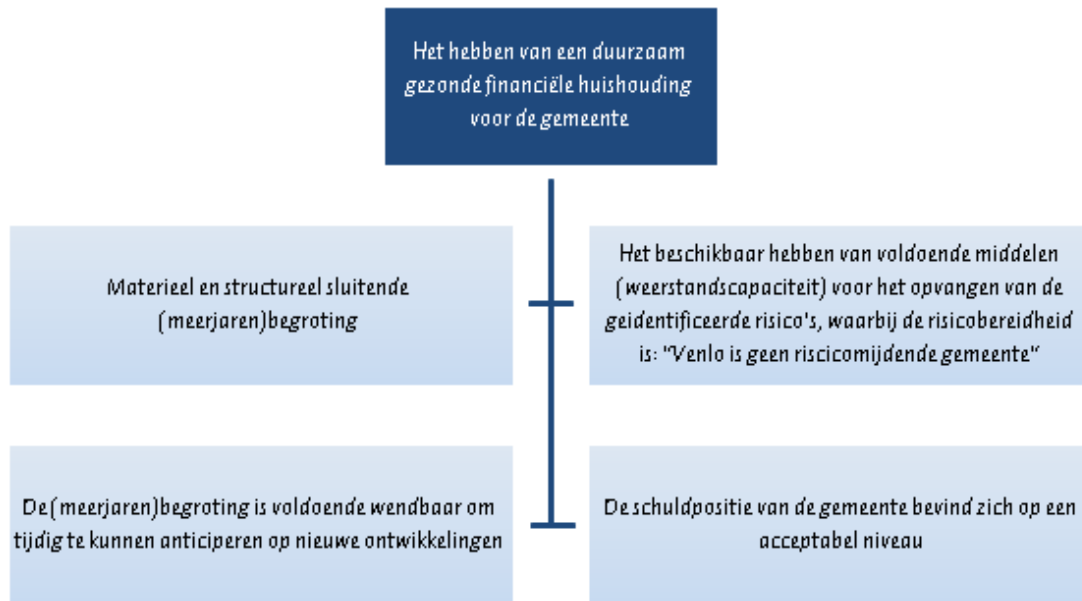 Het hebben van een duurzaam
gezonde financiële huishouding
voor de gemeente
Materieel en structureel sluitende
(meerjaren)begroting
Het beschikbaar hebben van voldoende middelen
(weerstandscapaciteit) voor het opvangen van de
geidentificeerde risico's, waarbij de risicobereidheid
is: "Venlo is geen riscicomijdende gemeente"
De (meerjaren)begroting is voldoende wendbaar om
tijdig te kunnen anticiperen op nieuwe ontwikkelingen
De schuldpositie van de gemeente bevind zich op een
acceptabel niveau